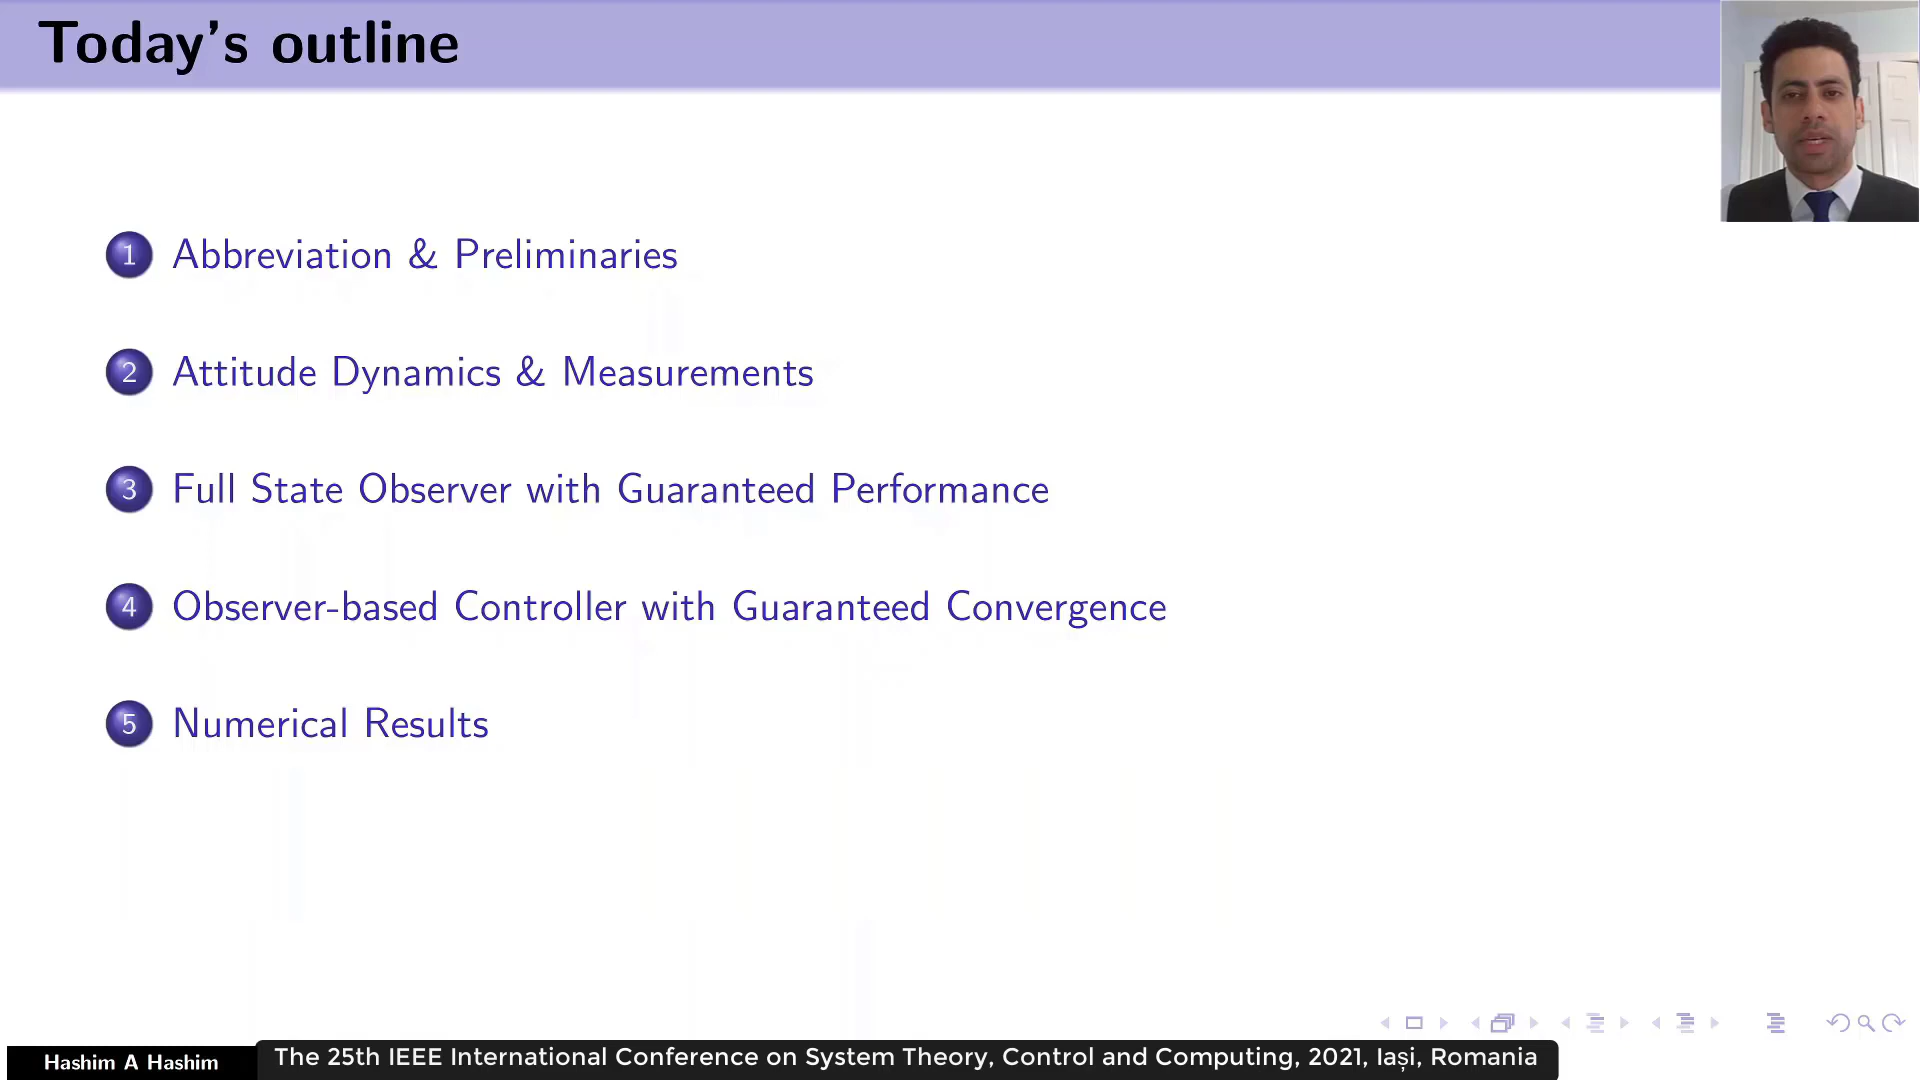 Today's outline
1 Abbreviation & Preliminaries
2 Attitude Dynamics & Measurements
3 Full State Observer with Guaranteed Performance
4 Observer-based Controller with Guaranteed Convergence
5 Numerical Results
Hashim A Hashim
The 25th IEEE International Conference on System Theory, Control and Computing, 2021, Iași, Romania